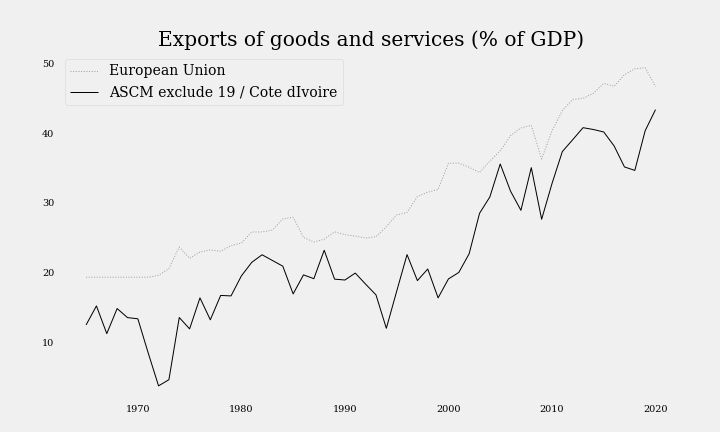 Exports of goods and services (% of GDP)
European Union
ASCM exclude 19 / Cote dIvoire
50
40
30
20
10
1970 1980 1990 2000 2010 2020